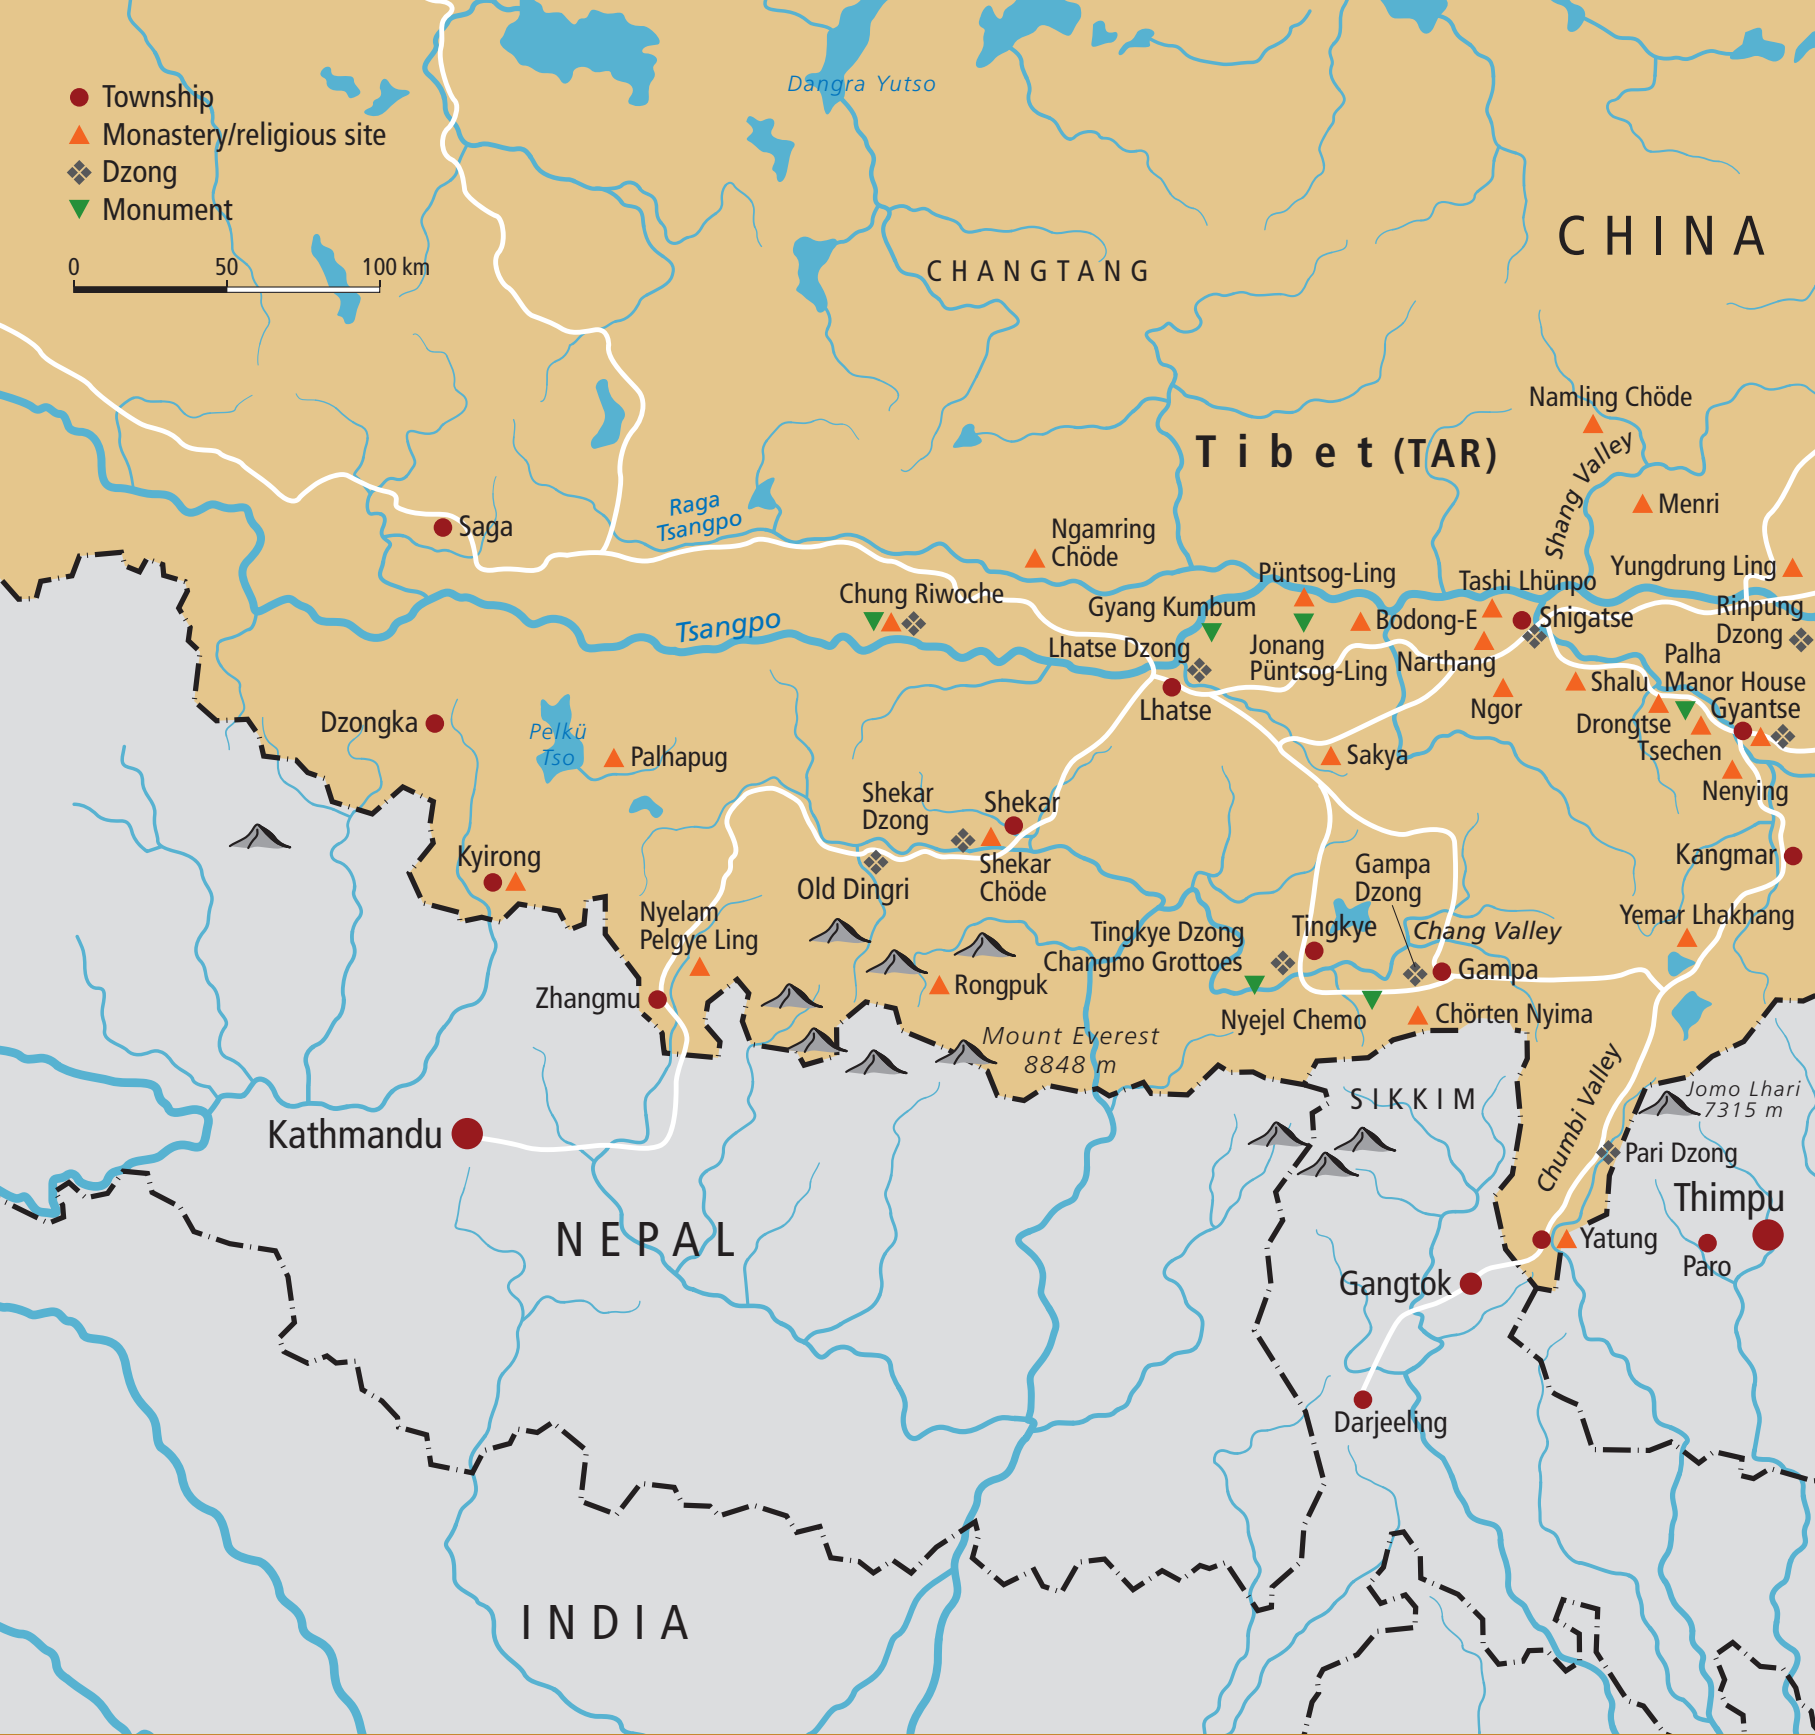 Dangra Yutso
Township
Monastery/religious site
Dzong
Monument
0 50 100 km
CHINA
CHANGTANG
Namling Chöde
Tibet (TAR)
Shang Valley
Menri
Raga
Tsangpo
Saga
Ngamring
Chöde
Yungdrung Ling
Püntsog-Ling
Tashi Lhünpo
Chung Riwoche
Gyang Kumbum
Rinpung
Dzong
Tsangpo
Bodong-E
Shigatse
Lhatse Dzong
Jonang
Püntsog-Ling
Narthang
Palha
Manor House
Shalu
Lhatse
Ngor
Gyantse
Drongtse
Dzongka
Pelkü
Tso
Palhapug
Sakya
Tsechen
Nenying
Shekar
Dzong
Shekar
Kyirong
Shekar
Chöde
Gampa
Dzong
Kangmar
Old Dingri
Nyelam
Pelgye Ling
Tingkye
Yemar Lhakhang
Tingkye Dzong
Chang Valley
Changmo Grottoes
Gampa
Rongpuk
Zhangmu
Nyejel Chemo
Chörten Nyima
Mount Everest
8848 m
Chumbi Valley
SIKKIM
Jomo Lhari
7315 m
Kathmandu
Pari Dzong
Thimpu
NEPAL
Yatung
Paro
Gangtok
Darjeeling
INDIA